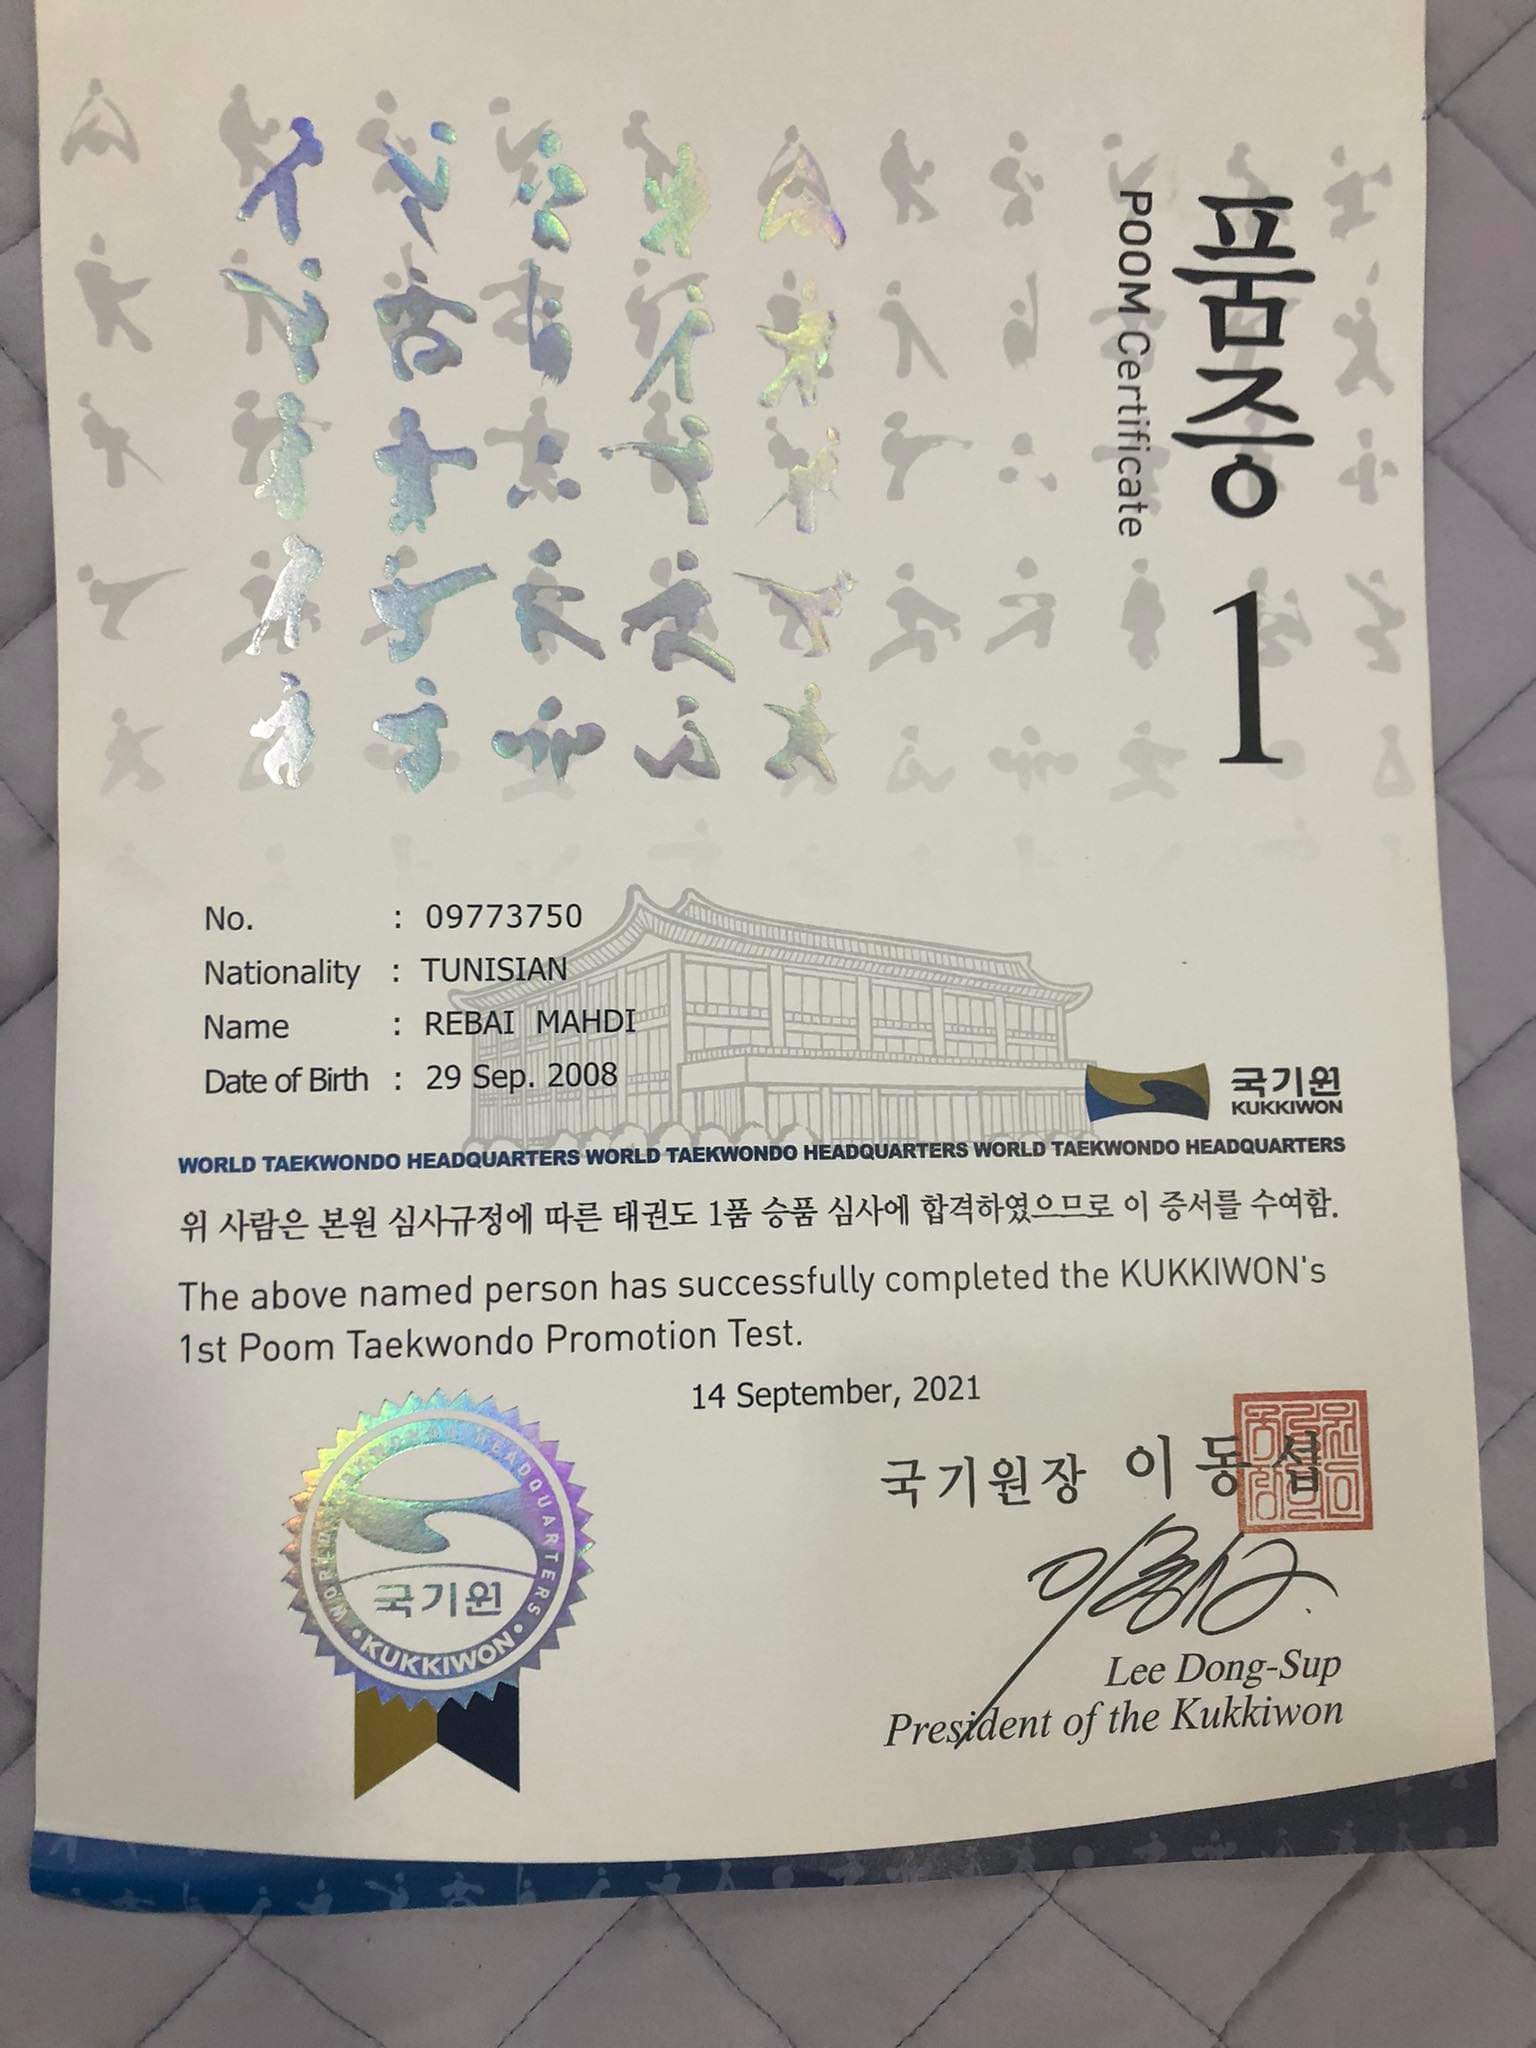 품증 1
POOM Certificate
No. : 09773750
Nationality : TUNISIAN
Name : REBAI MAHDI
Date of Birth : 29 Sep. 2008
국기원
KUKKIWON
WORLD TAEKWONDO HEADQUARTERS WORLD TAEKWONDO HEADQUARTERS WORLD TAEKWONDO HEADQUARTERS
위 사람은 본원 심사규정에 따른 태권도 1품 승품 심사에 합격하였으므로 이 증서를 수여함.
The above named person has successfully completed the KUKKIWON's
1st Poom Taekwondo Promotion Test.
14 September, 2021
국기원장 이동섭
Lee Dong-Sup
President of the Kukkiwon
WORLD TAEKWONDO HEADQUARTERS
국기원
• KUKKIWON •